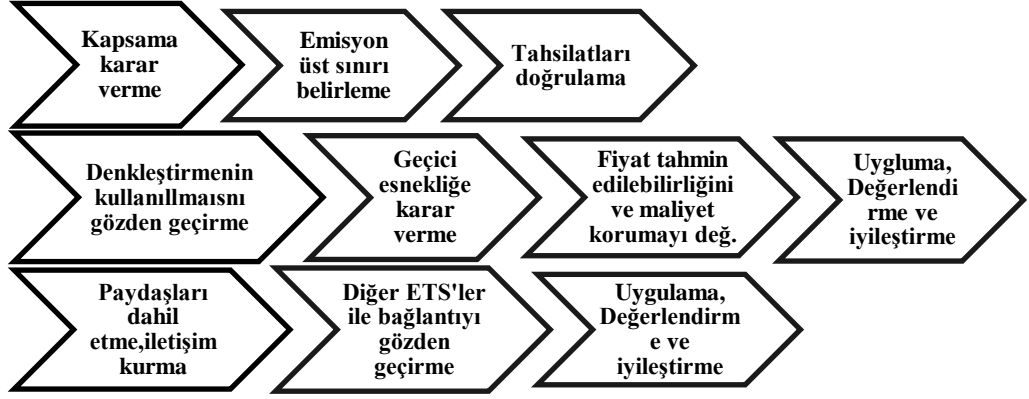 Kapsama
karar
verme
Emisyon
üst sınırı
belirleme
Tahsilatları
doğrulama
Denkleştirmenin
kullanıllmaısnı
gözden geçirme
Geçici
esnekliğe
karar
verme
Fiyat tahmin
edilebilirliğini
ve maliyet
korumayı değ.
Uygluma,
Değerlendi
rme ve
iyileştirme
Paydaşları
dahil
etme,iletişim
kurma
Diğer ETS'ler
ile bağlantıyı
gözden
geçirme
Uygulama,
Değerlendirm
e ve
iyileştirme